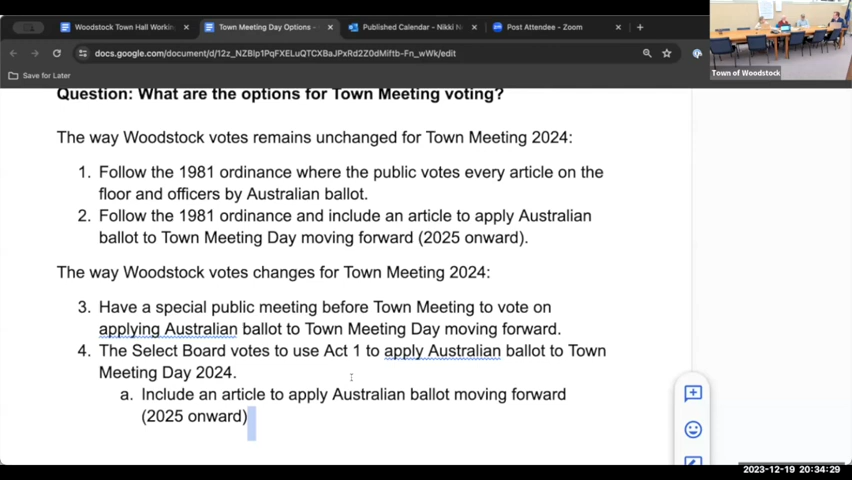 Woodstock Town Hall Workin
Town Meeting Day Options -
Published Calendar - Nikki N
Post Attendee - Zoom
docs.google.com/document/d/12z_NZBlp1PqFXELuQTCXBaJPxRd2Z0dMiftb-Fn_wWk/edit
Save for Later
Town of Woodstock
Question: What are the options for Town Meeting voting?
The way Woodstock votes remains unchanged for Town Meeting 2024:
1. Follow the 1981 ordinance where the public votes every article on the
floor and officers by Australian ballot.
2. Follow the 1981 ordinance and include an article to apply Australian
ballot to Town Meeting Day moving forward (2025 onward).
The way Woodstock votes changes for Town Meeting 2024:
3. Have a special public meeting before Town Meeting to vote on
applying Australian ballot to Town Meeting Day moving forward.
4. The Select Board votes to use Act 1 to apply Australian ballot to Town
Meeting Day 2024.
a. Include an article to apply Australian ballot moving forward
(2025 onward)
2023-12-19 20:34:29